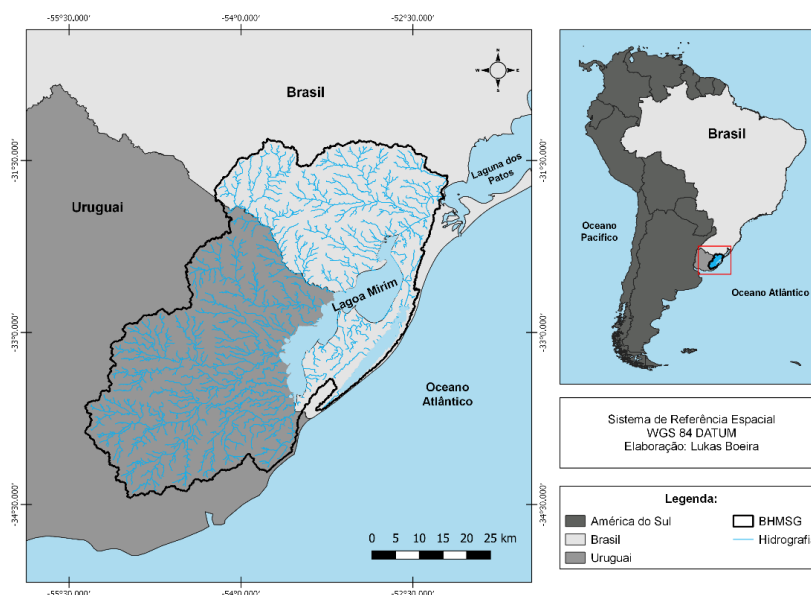 -55°30.000'
-54°0.000'
-52°30.000'
N
W
E
S
Brasil
-31°30.000'
-31°30.000'
Laguna dos
Patos
Uruguai
Lagoa Mirim
-33°0.000'
-33°0.000'
Oceano
Atlântico
-34°30.000'
-34°30.000'
0 5 10 15 20 25 km
-55°30.000'
-54°0.000'
-52°30.000'
Brasil
Oceano
Pacífico
Oceano Atlântico
Sistema de Referência Espacial
WGS 84 DATUM
Elaboração: Lukas Boeira
Legenda:
América do Sul
BHMSG
Brasil
Hidrografia
Uruguai